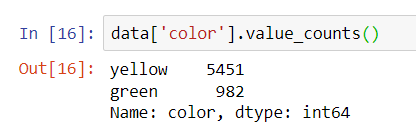 In [16]: data['color'].value_counts()
Out[16]: yellow    5451
green      982
Name: color, dtype: int64